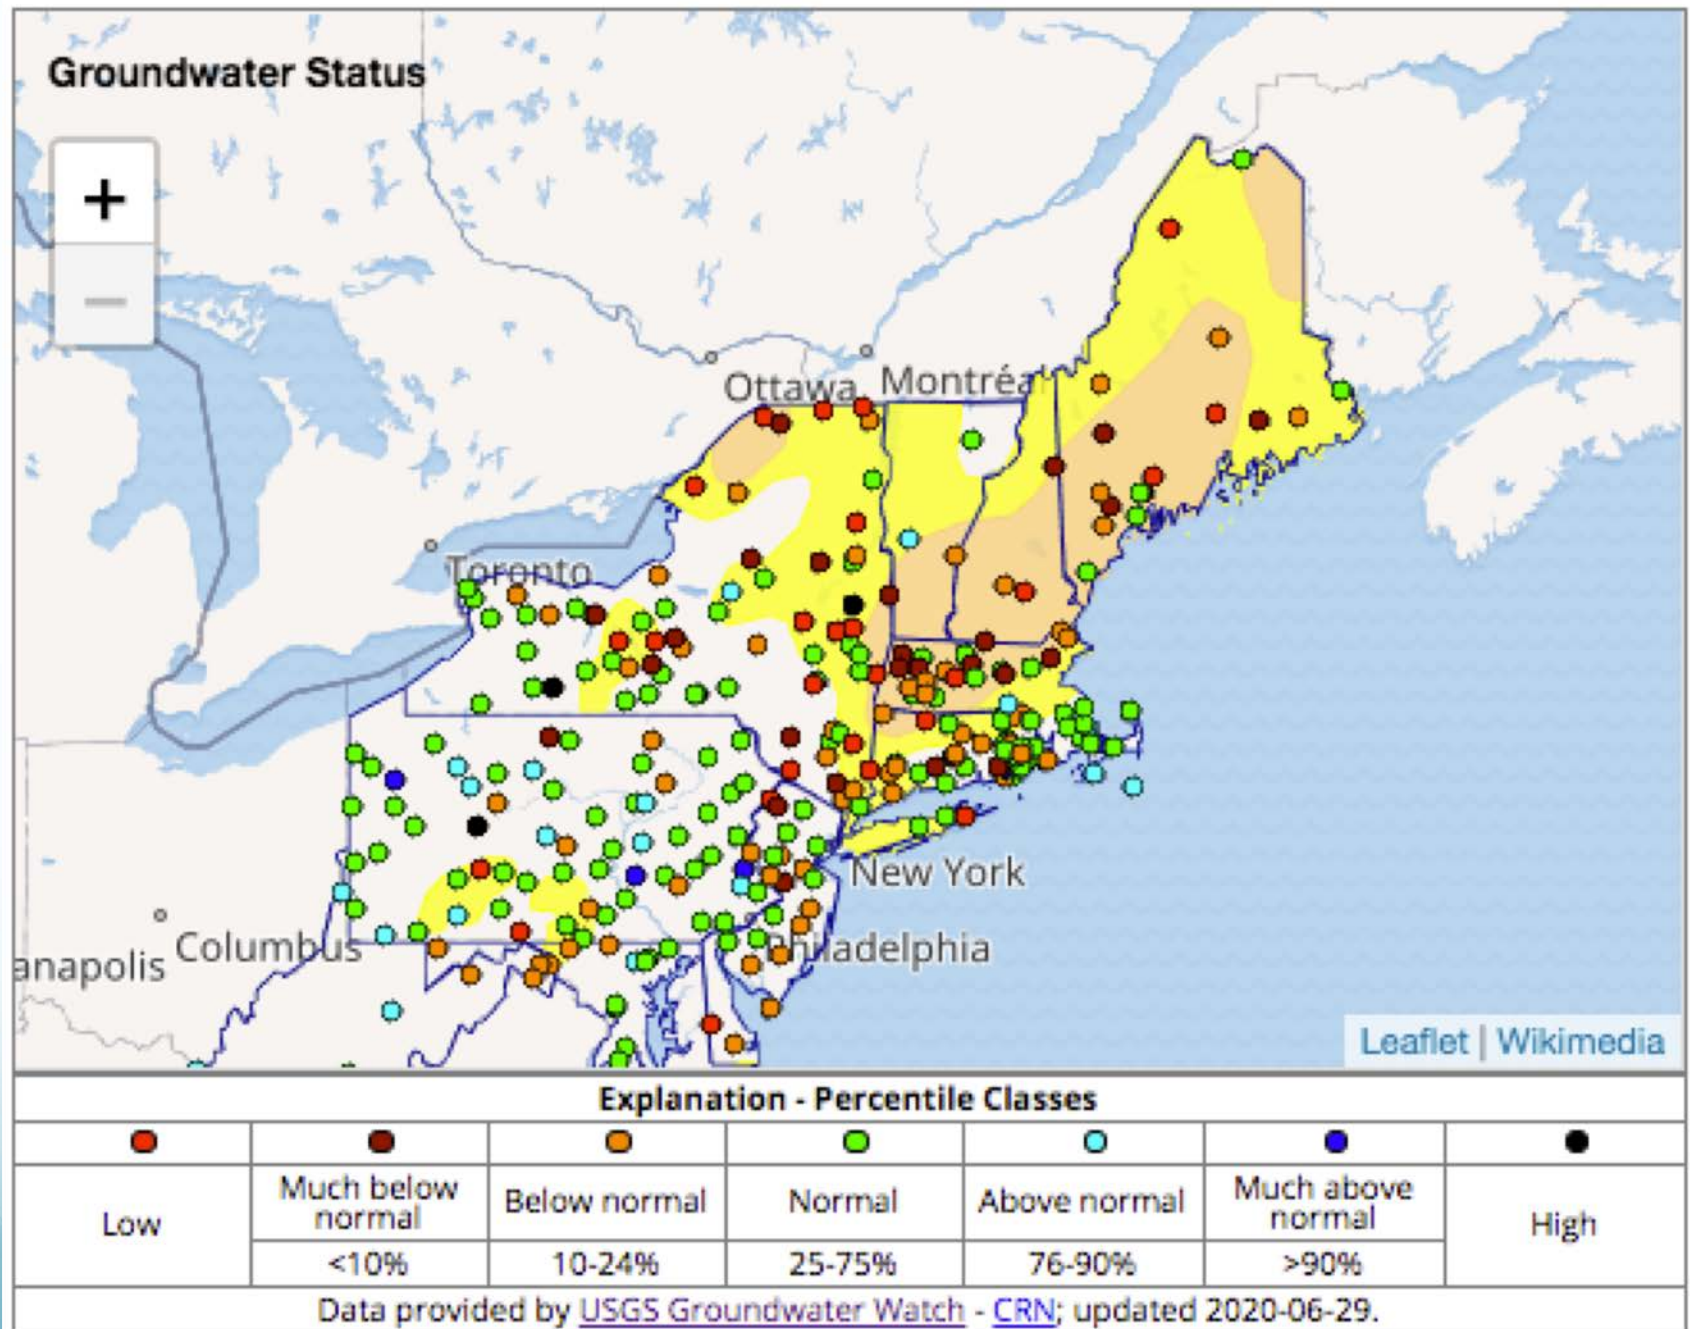 Groundwater Status
+
−
Ottawa
Montréal
Toronto
New York
Columbus
anapolis
Philadelphia
Leaflet | Wikimedia
Explanation - Percentile Classes
Low
Much below normal
Below normal
Normal
Above normal
Much above normal
High
<10%
10-24%
25-75%
76-90%
>90%
Data provided by USGS Groundwater Watch - CRN; updated 2020-06-29.